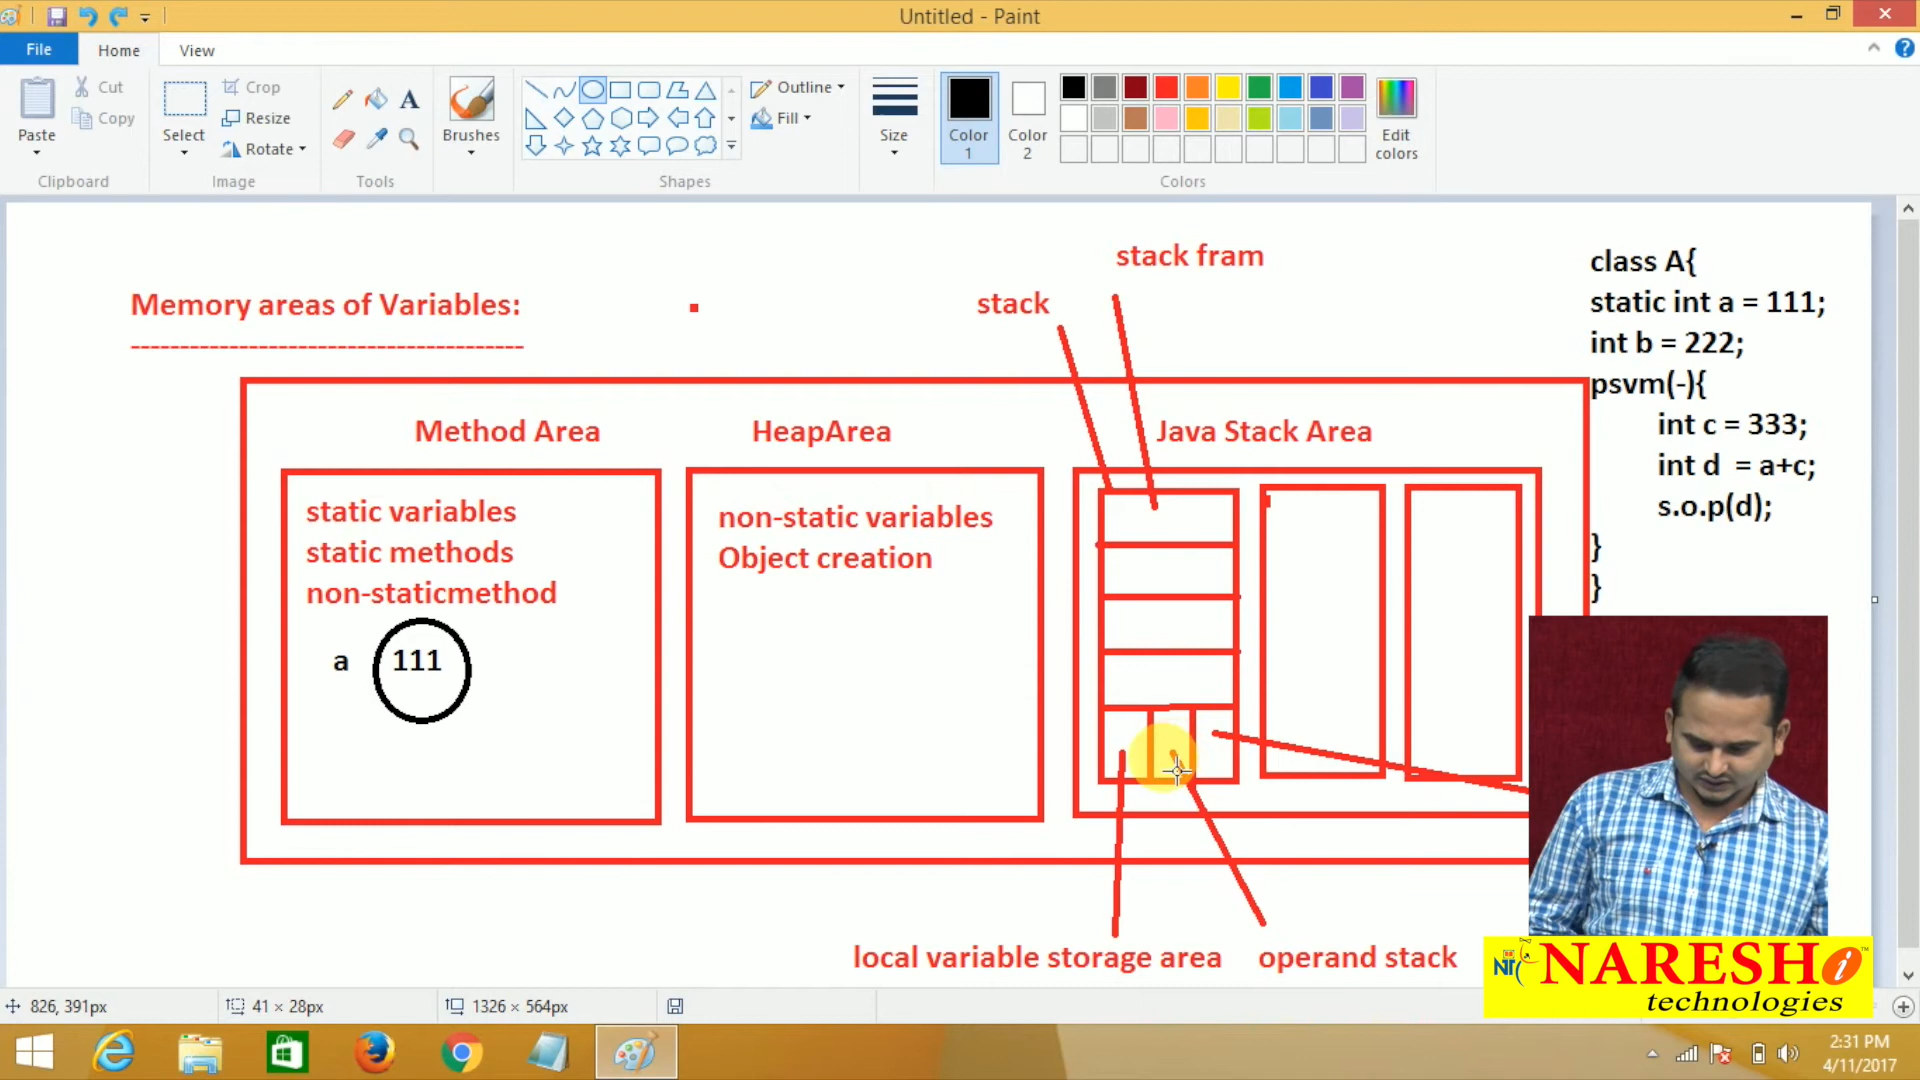 Untitled - Paint
File
Home
View
Paste
Cut
Copy
Clipboard
Select
Crop
Resize
Rotate
Image
Tools
Brushes
Shapes
Outline
Fill
Size
Color 1
Color 2
Edit colors
Colors
Memory areas of Variables:
---------------------------------------
stack fram
stack
Method Area
HeapArea
Java Stack Area
static variables
static methods
non-staticmethod
a 111
non-static variables
Object creation
local variable storage area
operand stack
class A{
static int a = 111;
int b = 222;
psvm(-){
int c = 333;
int d = a+c;
s.o.p(d);
}
}
NARESH i
technologies
826, 391px
41 × 28px
1326 × 564px
2:31 PM
4/11/2017